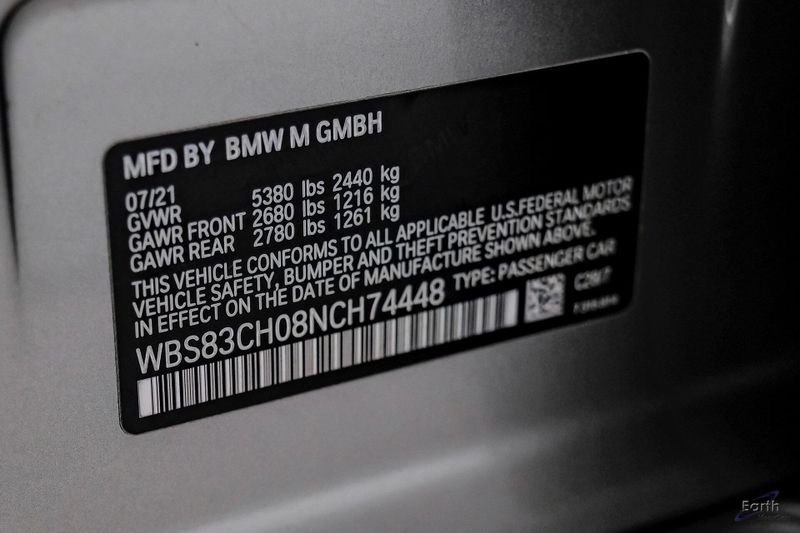 MFD BY BMW M GMBH
07/21
GVWR 5380 lbs 2440 kg
GAWR FRONT 2680 lbs 1216 kg
GAWR REAR 2780 lbs 1261 kg
THIS VEHICLE CONFORMS TO ALL APPLICABLE U.S.FEDERAL MOTOR
VEHICLE SAFETY, BUMPER AND THEFT PREVENTION STANDARDS
IN EFFECT ON THE DATE OF MANUFACTURE SHOWN ABOVE.
WBS83CH08NCH74448 TYPE: PASSENGER CAR
Earth